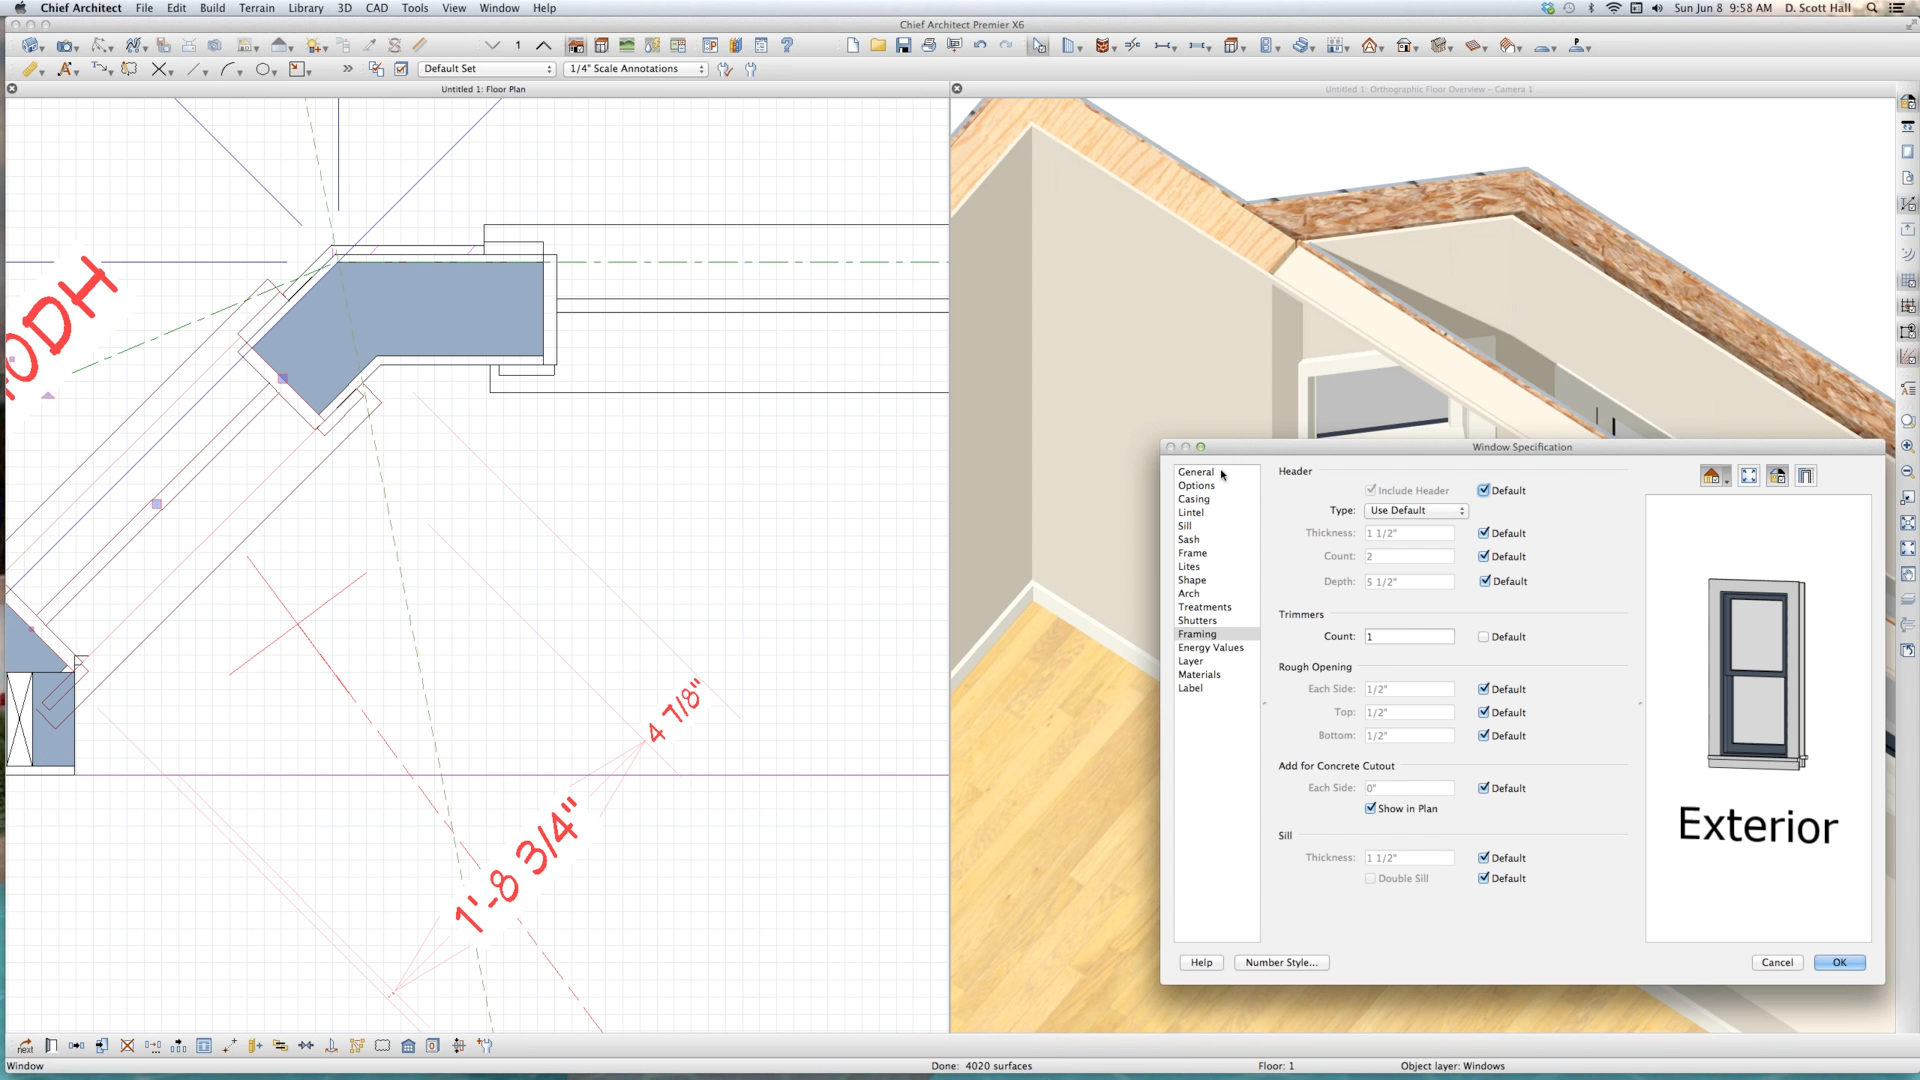 Chief Architect File Edit Build Terrain Library 3D CAD Tools View Window Help
Sun Jun 8 9:58 AM D. Scott Hall
Chief Architect Premier X6
1
Default Set
1/4" Scale Annotations
Untitled 1: Floor Plan
Untitled 1: Orthographic Floor Overview – Camera 1
ODH
4 7/8"
1'-8 3/4"
Window Specification
General
Options
Casing
Lintel
Sill
Sash
Frame
Lites
Shape
Arch
Treatments
Shutters
Framing
Energy Values
Layer
Materials
Label
Header
Include Header Default
Type: Use Default
Thickness: 1 1/2" Default
Count: 2 Default
Depth: 5 1/2" Default
Trimmers
Count: 1 Default
Rough Opening
Each Side: 1/2" Default
Top: 1/2" Default
Bottom: 1/2" Default
Add for Concrete Cutout
Each Side: 0" Default
Show in Plan
Sill
Thickness: 1 1/2" Default
Double Sill Default
Exterior
Help Number Style... Cancel OK
next
Window
Done: 4020 surfaces
Floor: 1
Object layer: Windows